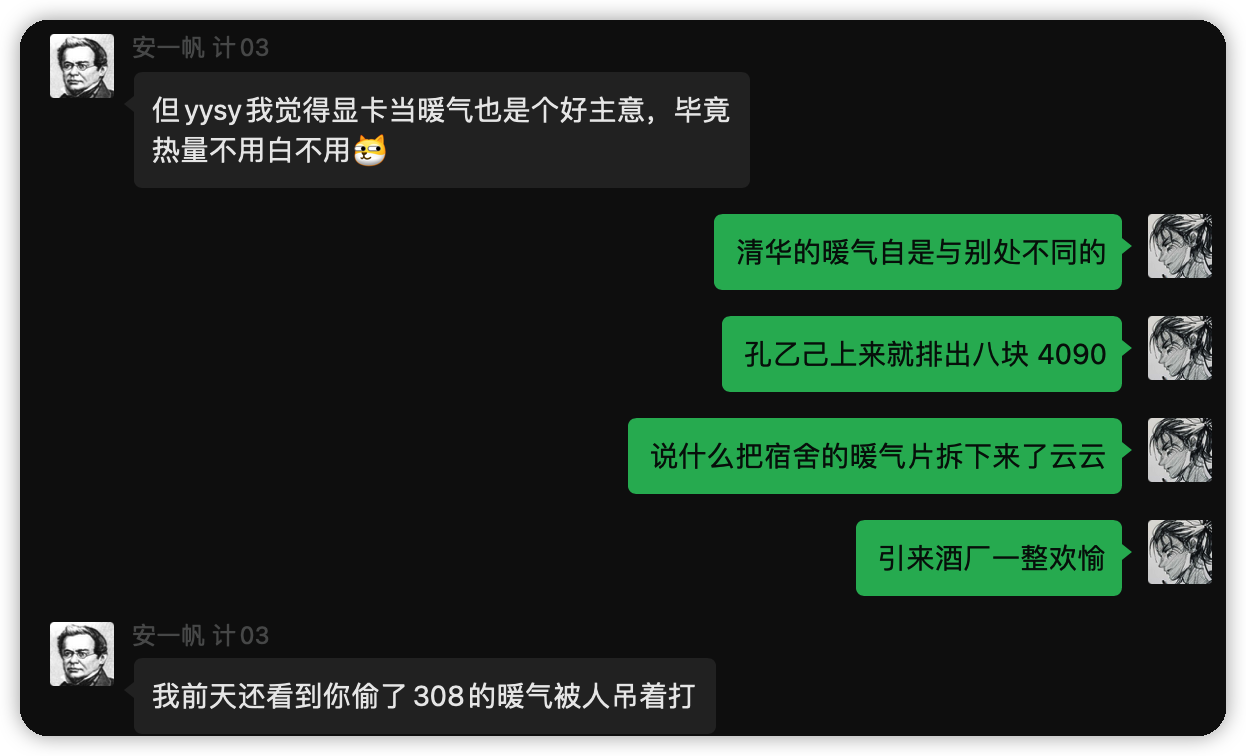 安一帆 计03
但yysy我觉得显卡当暖气也是个好主意，毕竟
热量不用白不用
清华的暖气自是与别处不同的
孔乙己上来就排出八块 4090
说什么把宿舍的暖气片拆下来了云云
引来酒厂一整欢愉
安一帆 计03
我前天还看到你偷了308的暖气被人吊着打